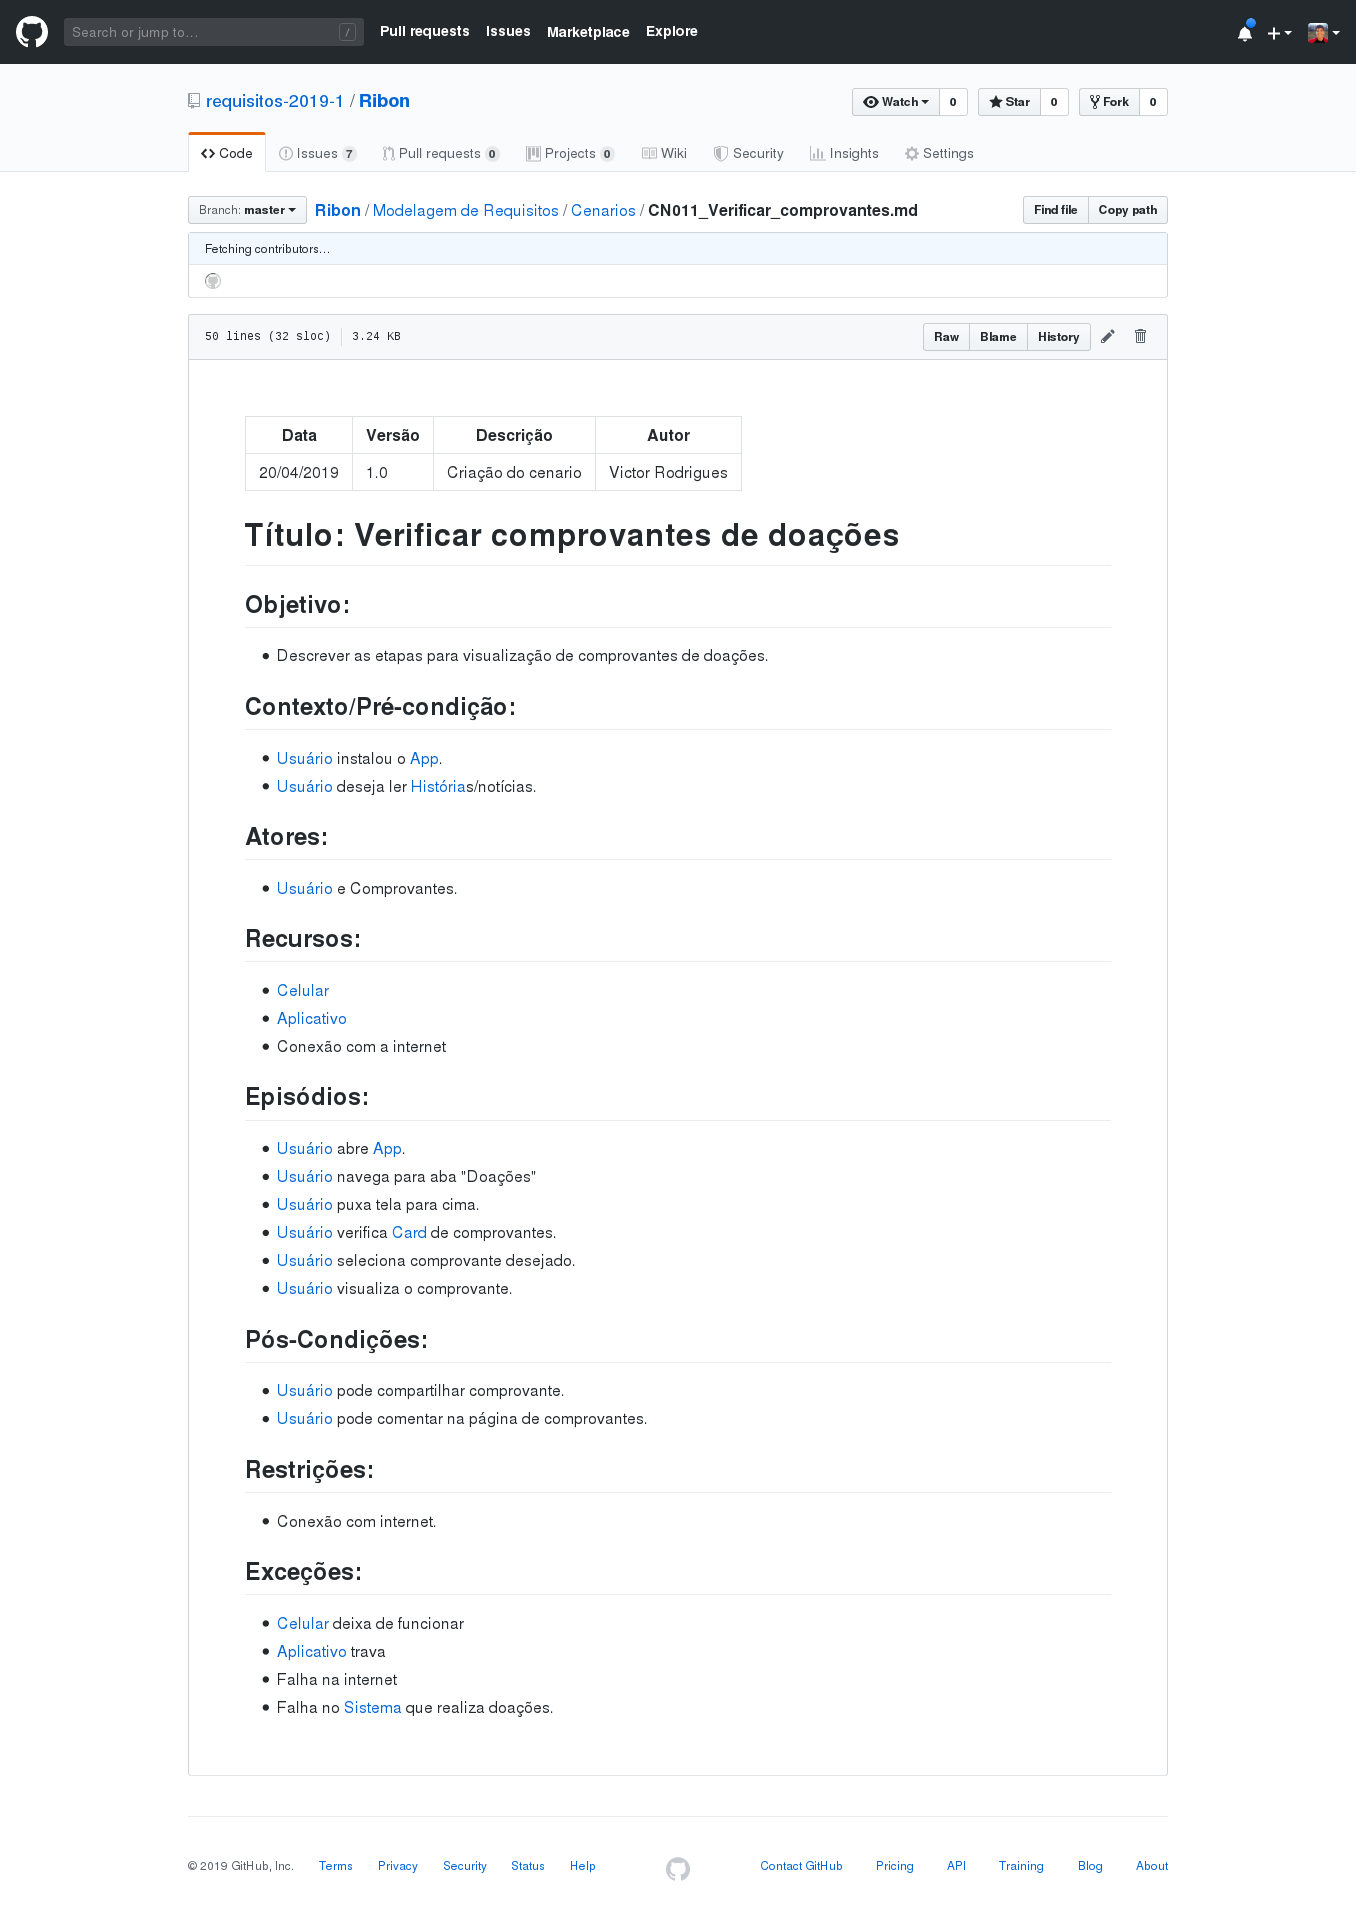 Search or jump to… /
Pull requests Issues Marketplace Explore
requisitos-2019-1 / Ribon
Watch 0 Star 0 Fork 0
Code Issues 7 Pull requests 0 Projects 0 Wiki Security Insights Settings
Branch: master Ribon / Modelagem de Requisitos / Cenarios / CN011_Verificar_comprovantes.md Find file Copy path
Fetching contributors…
50 lines (32 sloc) 3.24 KB Raw Blame History
Data Versão Descrição Autor
20/04/2019 1.0 Criação do cenario Victor Rodrigues
Título: Verificar comprovantes de doações
Objetivo:
• Descrever as etapas para visualização de comprovantes de doações.
Contexto/Pré-condição:
• Usuário instalou o App.
• Usuário deseja ler Histórias/notícias.
Atores:
• Usuário e Comprovantes.
Recursos:
• Celular
• Aplicativo
• Conexão com a internet
Episódios:
• Usuário abre App.
• Usuário navega para aba "Doações"
• Usuário puxa tela para cima.
• Usuário verifica Card de comprovantes.
• Usuário seleciona comprovante desejado.
• Usuário visualiza o comprovante.
Pós-Condições:
• Usuário pode compartilhar comprovante.
• Usuário pode comentar na página de comprovantes.
Restrições:
• Conexão com internet.
Exceções:
• Celular deixa de funcionar
• Aplicativo trava
• Falha na internet
• Falha no Sistema que realiza doações.
© 2019 GitHub, Inc. Terms Privacy Security Status Help Contact GitHub Pricing API Training Blog About